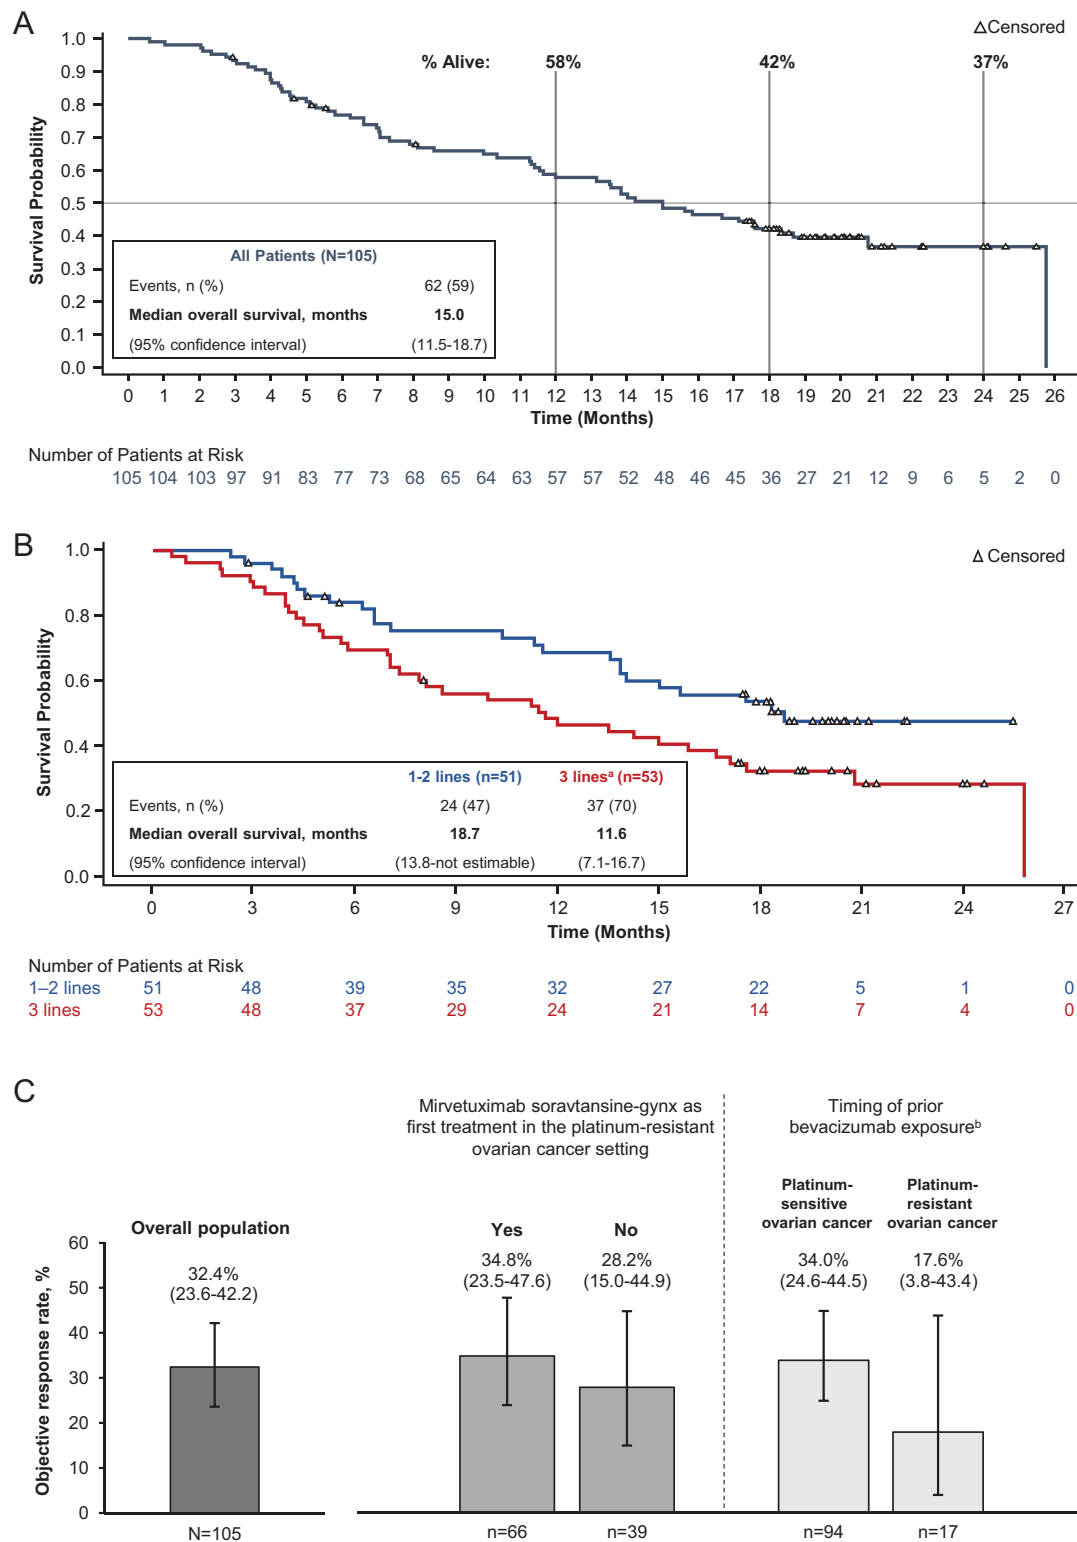 A
△Censored
% Alive: 58% 42% 37%
Survival Probability
1.0
0.9
0.8
0.7
0.6
0.5
0.4
0.3
0.2
0.1
0.0
All Patients (N=105)
Events, n (%) 62 (59)
Median overall survival, months 15.0
(95% confidence interval) (11.5-18.7)
0 1 2 3 4 5 6 7 8 9 10 11 12 13 14 15 16 17 18 19 20 21 22 23 24 25 26
Time (Months)
Number of Patients at Risk
105 104 103 97 91 83 77 73 68 65 64 63 57 57 52 48 46 45 36 27 21 12 9 6 5 2 0
B
△ Censored
Survival Probability
1.0
0.8
0.6
0.4
0.2
0.0
1-2 lines (n=51) 3 linesᵃ (n=53)
Events, n (%) 24 (47) 37 (70)
Median overall survival, months 18.7 11.6
(95% confidence interval) (13.8-not estimable) (7.1-16.7)
0 3 6 9 12 15 18 21 24 27
Time (Months)
Number of Patients at Risk
1–2 lines 51 48 39 35 32 27 22 5 1 0
3 lines 53 48 37 29 24 21 14 7 4 0
C
Mirvetuximab soravtansine-gynx as
first treatment in the platinum-resistant
ovarian cancer setting
Timing of prior
bevacizumab exposureᵇ
Overall population
Yes
No
Platinum-
sensitive
ovarian cancer
Platinum-
resistant
ovarian cancer
32.4%
(23.6-42.2)
34.8%
(23.5-47.6)
28.2%
(15.0-44.9)
34.0%
(24.6-44.5)
17.6%
(3.8-43.4)
Objective response rate, %
60
50
40
30
20
10
0
N=105 n=66 n=39 n=94 n=17